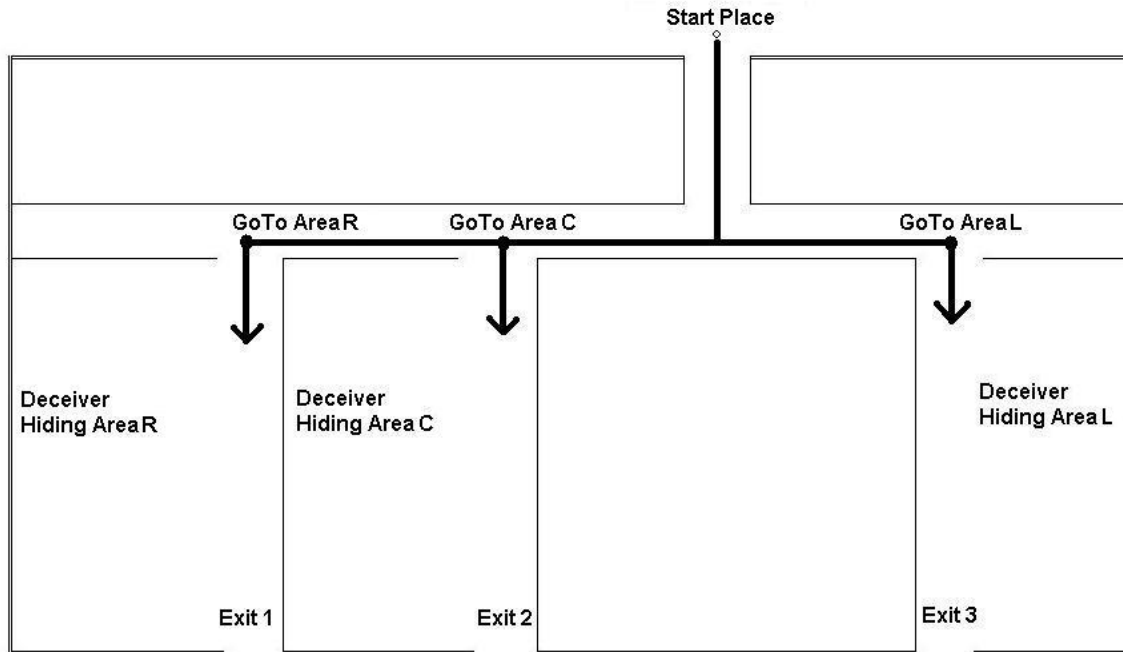 Start Place
GoTo Area R
GoTo Area C
GoTo Area L
Deceiver
Hiding Area R
Deceiver
Hiding Area C
Deceiver
Hiding Area L
Exit 1
Exit 2
Exit 3